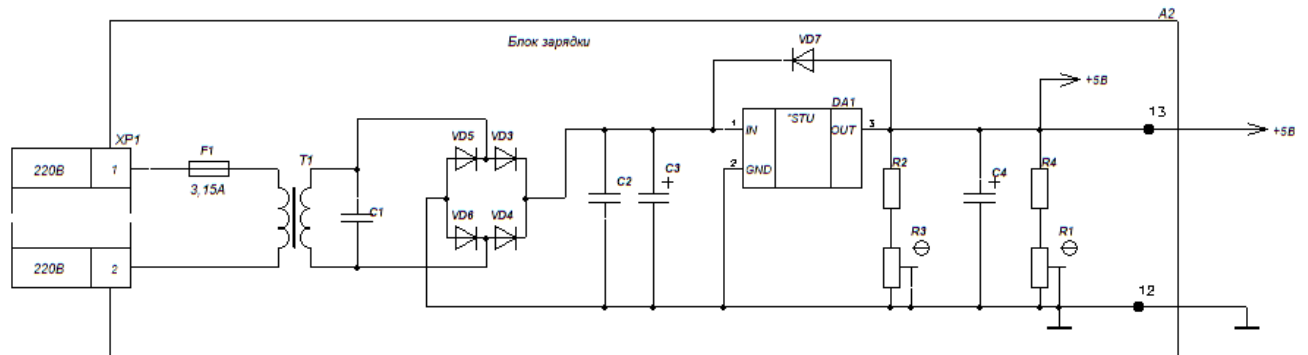 A2
Блок зарядки
VD7
+5В
DA1
13
XP1
VD5
VD3
1
IN
*STU
OUT
3
+5В
F1
T1
R2
R4
220В
1
2
GND
C3
+
C4
+
3,15А
C2
C1
VD6
VD4
R3
R1
220В
2
12